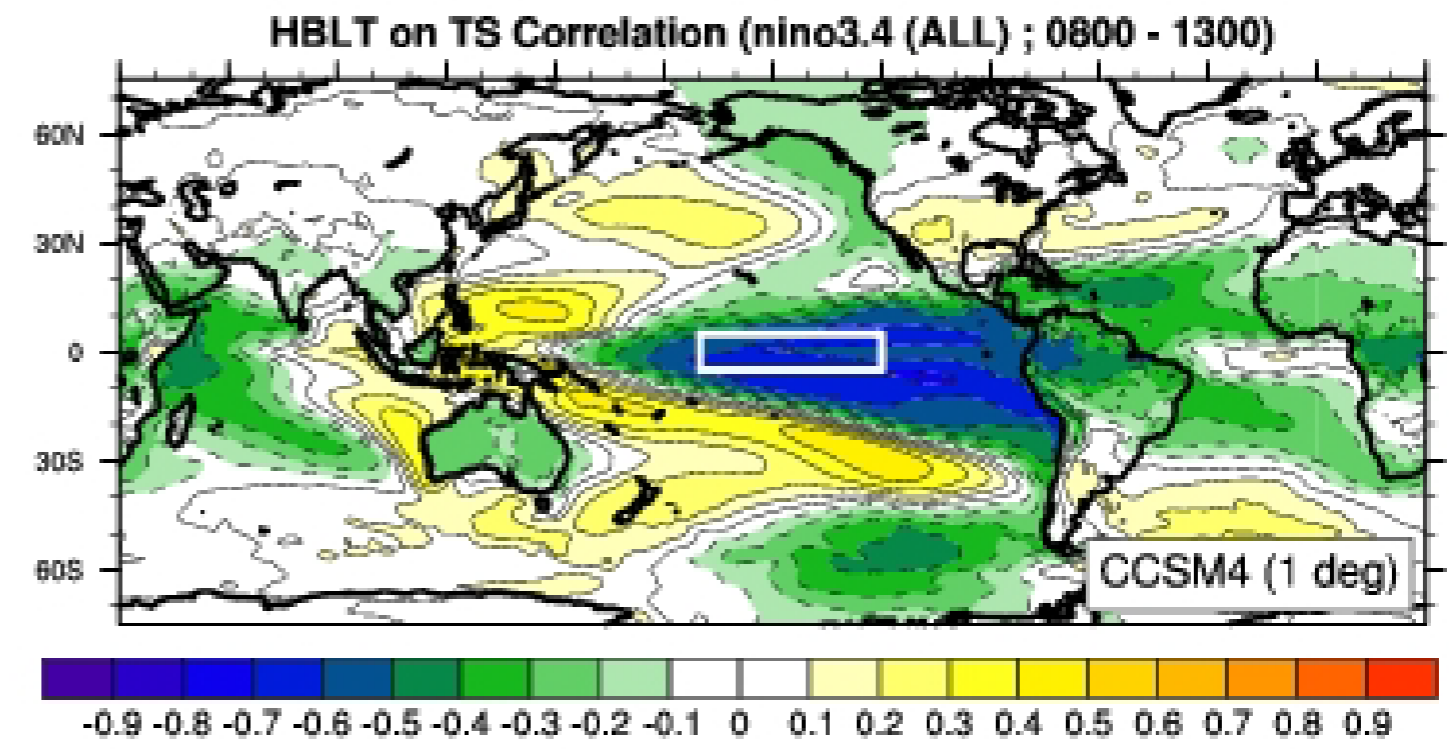 HBLT on TS Correlation (nino3.4 (ALL) ; 0800 - 1300)
60N
30N
0
30S
60S
CCSM4 (1 deg)
-0.9 -0.8 -0.7 -0.6 -0.5 -0.4 -0.3 -0.2 -0.1 0 0.1 0.2 0.3 0.4 0.5 0.6 0.7 0.8 0.9